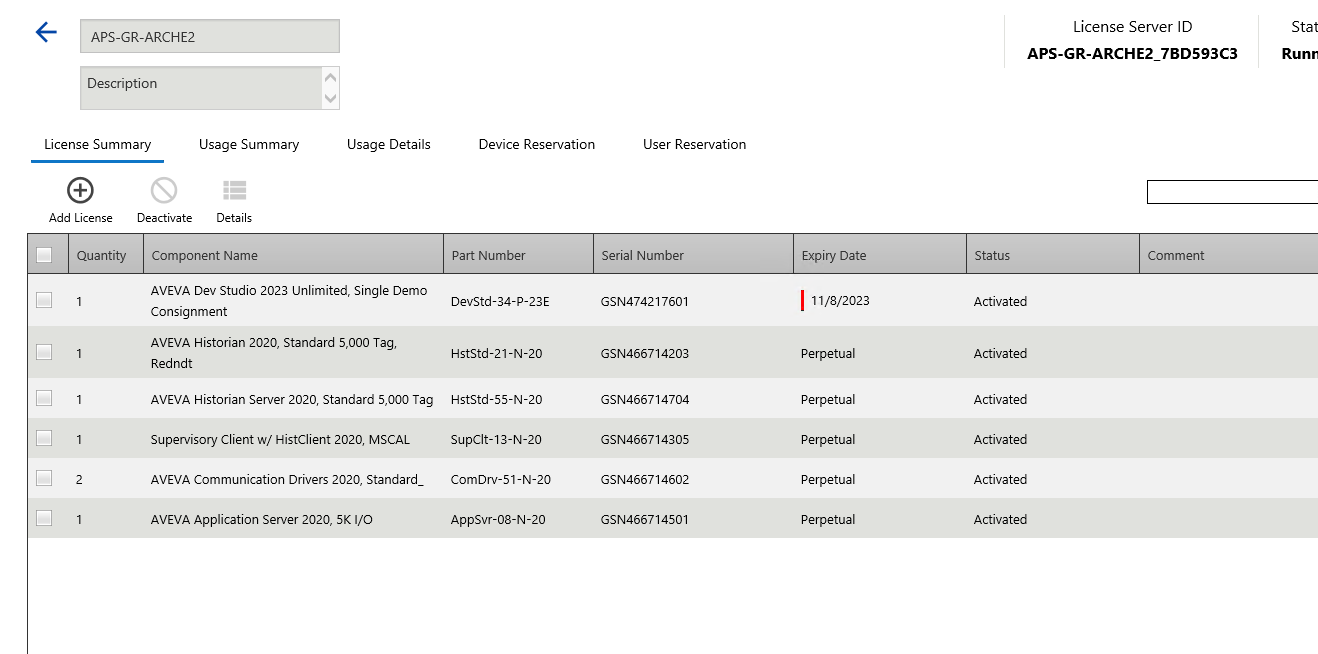 APS-GR-ARCHE2
License Server ID
APS-GR-ARCHE2_7BD593C3
Description
License Summary Usage Summary Usage Details Device Reservation User Reservation
Add License Deactivate Details
Quantity Component Name Part Number Serial Number Expiry Date Status Comment
1 AVEVA Dev Studio 2023 Unlimited, Single Demo
Consignment DevStd-34-P-23E GSN474217601 11/8/2023 Activated
1 AVEVA Historian 2020, Standard 5,000 Tag,
Redndt HstStd-21-N-20 GSN466714203 Perpetual Activated
1 AVEVA Historian Server 2020, Standard 5,000 Tag HstStd-55-N-20 GSN466714704 Perpetual Activated
1 Supervisory Client w/ HistClient 2020, MSCAL SupClt-13-N-20 GSN466714305 Perpetual Activated
2 AVEVA Communication Drivers 2020, Standard_ ComDrv-51-N-20 GSN466714602 Perpetual Activated
1 AVEVA Application Server 2020, 5K I/O AppSvr-08-N-20 GSN466714501 Perpetual Activated